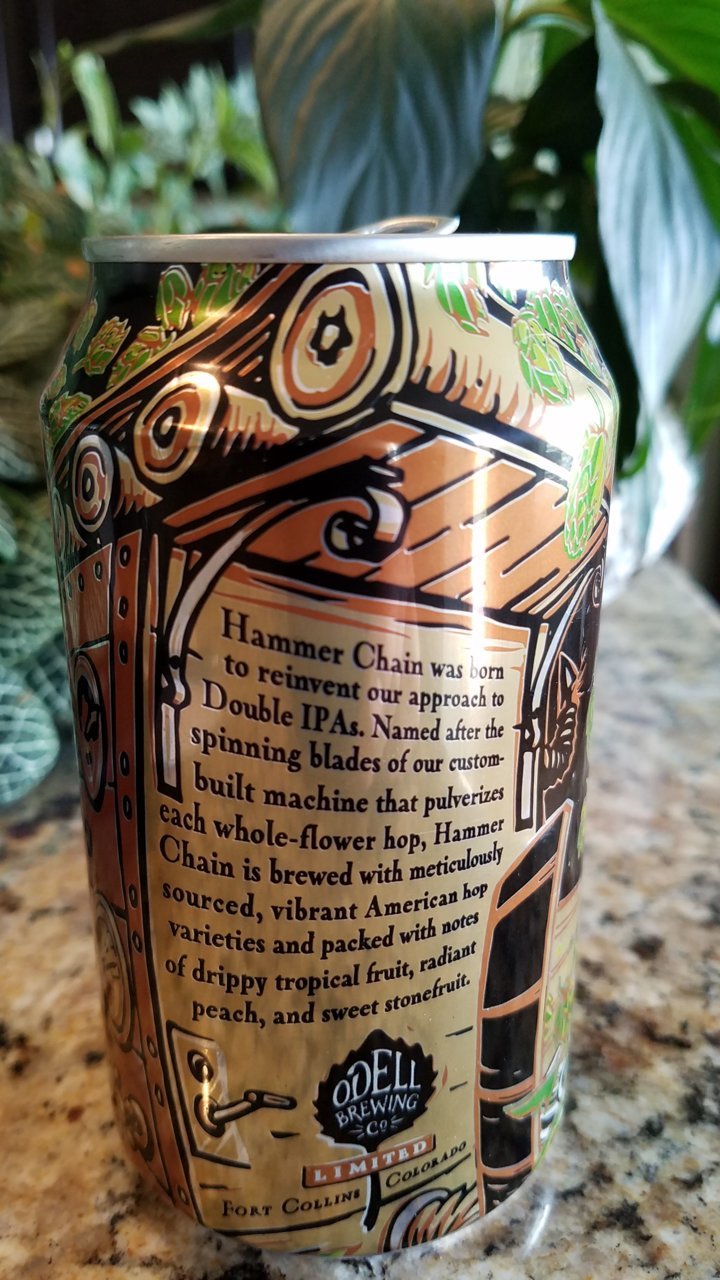 Hammer Chain was born
to reinvent our approach to
Double IPAs. Named after the
spinning blades of our custom-
built machine that pulverizes
each whole-flower hop, Hammer
Chain is brewed with meticulously
sourced, vibrant American hop
varieties and packed with notes
of drippy tropical fruit, radiant
peach, and sweet stonefruit.
ODELL
BREWING
CO
LIMITED
FORT COLLINS COLORADO